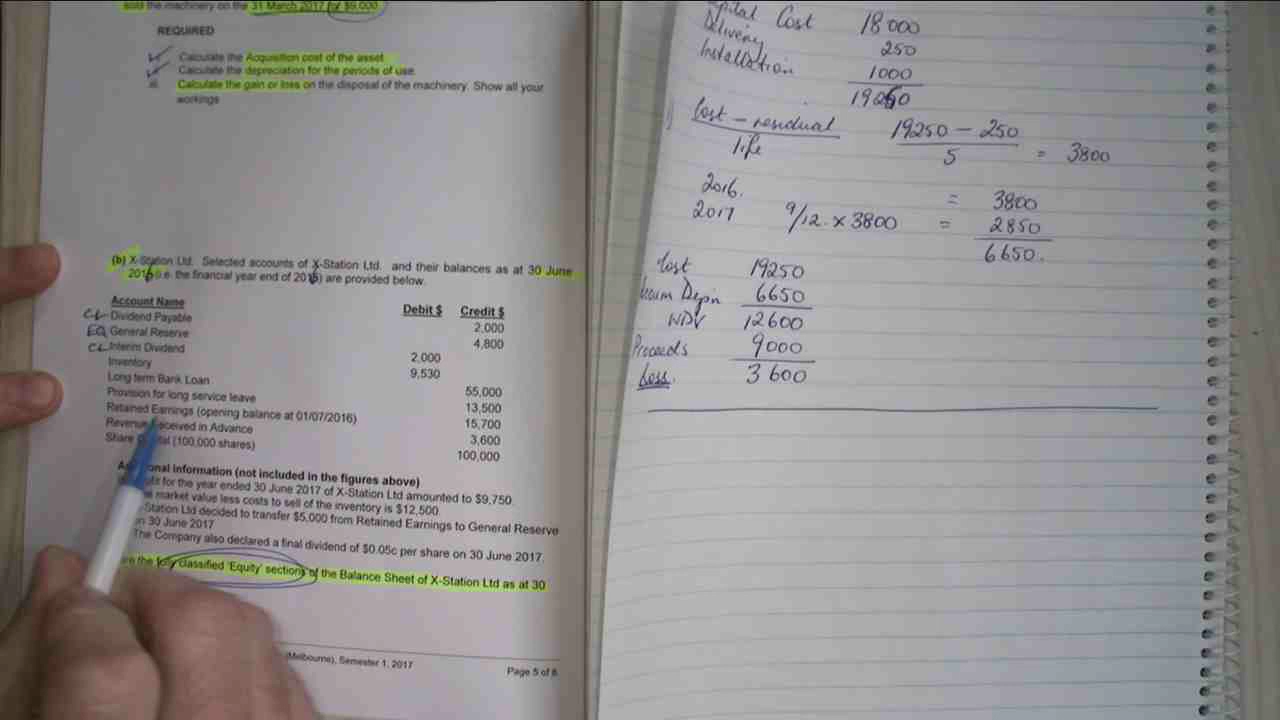 sold the machinery on the 31 March 2017 for $9,000
REQUIRED
Calculate the Acquisition cost of the asset.
Calculate the depreciation for the periods of use.
Calculate the gain or loss on the disposal of the machinery. Show all your
workings
(b) X-Station Ltd. Selected accounts of X-Station Ltd. and their balances as at 30 June
2016 (i.e. the financial year end of 2016) are provided below.
Account Name Debit $ Credit $
CL Dividend Payable 2,000
EQ General Reserve 4,800
CL Interim Dividend 2,000
Inventory 9,530
Long term Bank Loan 55,000
Provision for long service leave 13,500
Retained Earnings (opening balance at 01/07/2016) 15,700
Revenue Received in Advance 3,600
Share (100,000 shares) 100,000
information (not included in the figures above)
for the year ended 30 June 2017 of X-Station Ltd amounted to $9,750.
market value less costs to sell of the inventory is $12,500.
Station Ltd decided to transfer $5,000 from Retained Earnings to General Reserve
on 30 June 2017
The Company also declared a final dividend of $0.05c per share on 30 June 2017.
the fully classified 'Equity' sections of the Balance Sheet of X-Station Ltd as at 30
(Melbourne), Semester 1, 2017 Page 5 of 6
Cost 18000
Delivery 250
Installation 1000
19250
Cost - residual 19250 - 250
life 5 = 3800
2016. = 3800
2017 9/12 x 3800 = 2850
6650.
Cost 19250
Accum Depn 6650
WDV 12600
Proceeds 9000
Loss. 3600